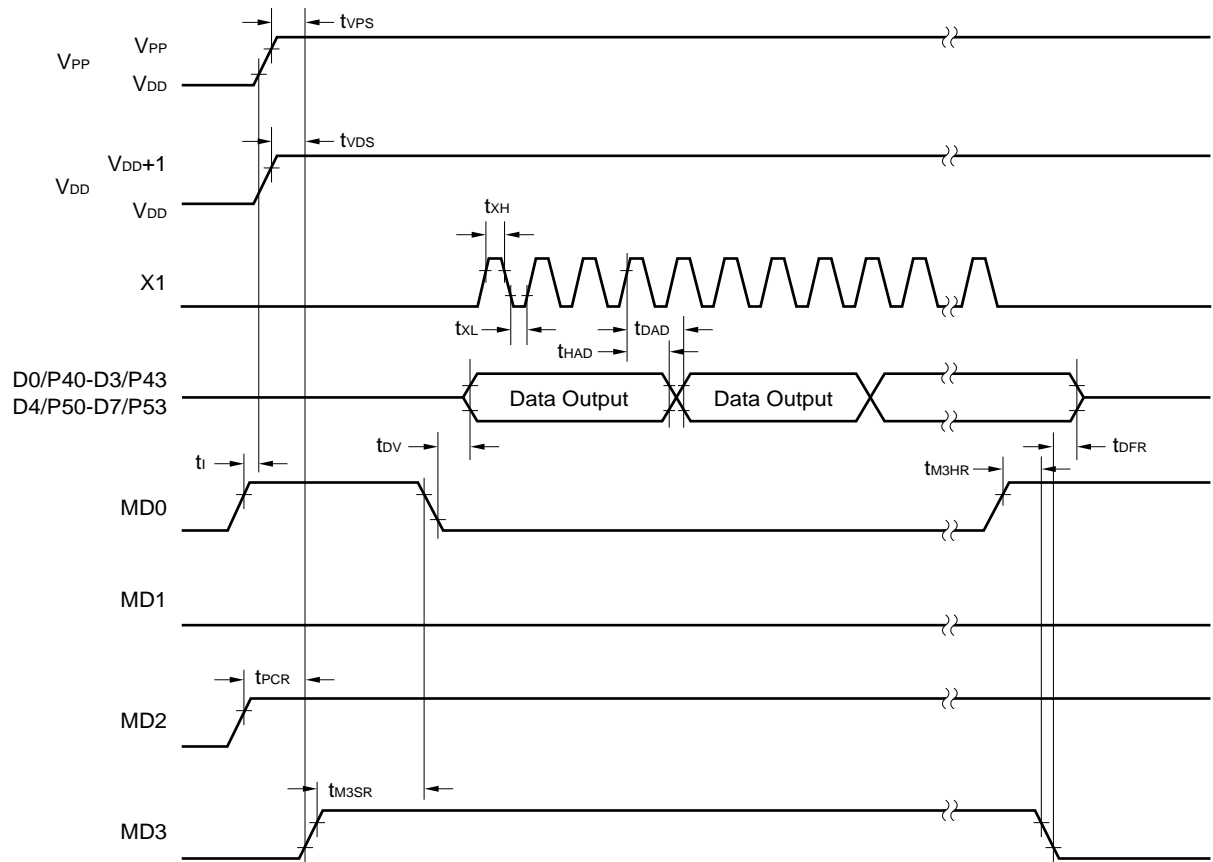 tVPS
VPP
VPP
VDD
tVDS
VDD+1
VDD
VDD
tXH
X1
tXL
tDAD
tHAD
D0/P40-D3/P43
D4/P50-D7/P53
Data Output
Data Output
tDV
tDFR
tI
tM3HR
MD0
MD1
tPCR
MD2
tM3SR
MD3